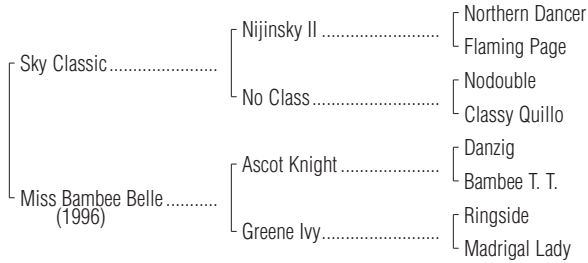 Northern Dancer
Nijinsky II
Flaming Page
Sky Classic
Nodouble
No Class
Classy Quillo
Danzig
Ascot Knight
Bambee T. T.
Miss Bambee Belle
(1996)
Ringside
Greene Ivy
Madrigal Lady